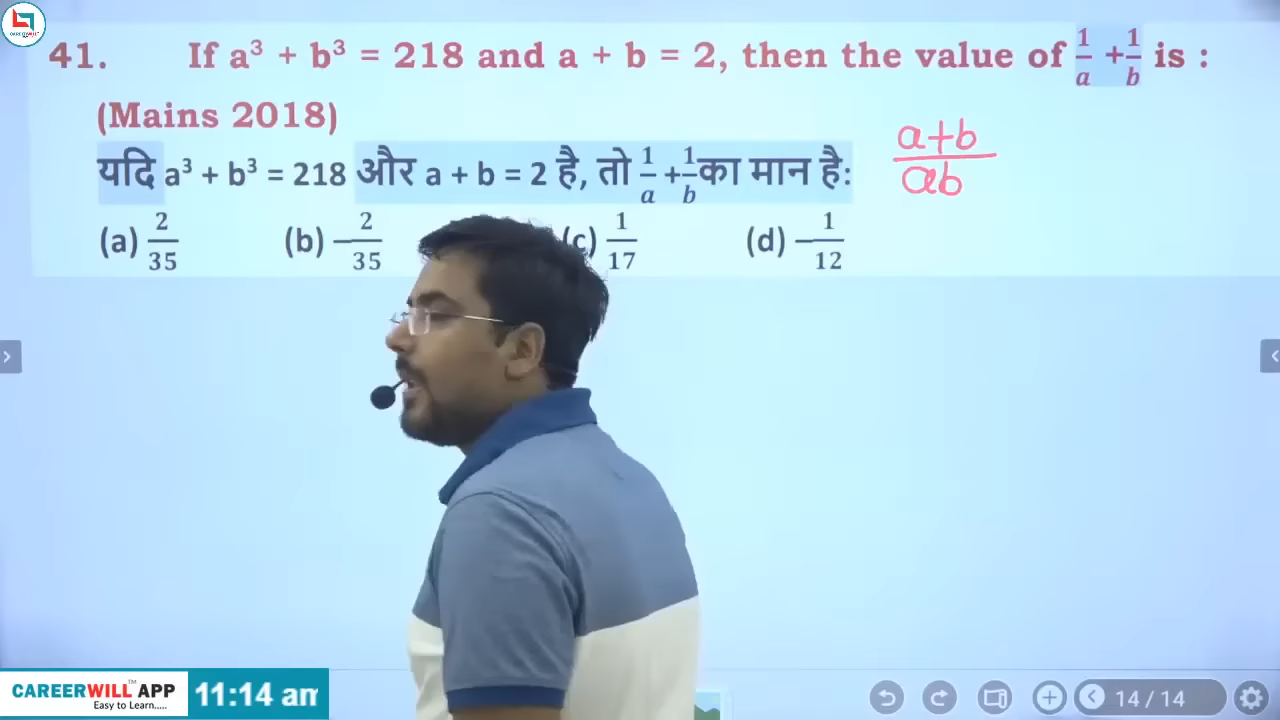 CAREERWILL
41. If a³ + b³ = 218 and a + b = 2, then the value of 1/a + 1/b is :
(Mains 2018)
यदि a³ + b³ = 218 और a + b = 2 है, तो 1/a + 1/b का मान है:
a+b/ab
(a) 2/35 (b) –2/35 (c) 1/17 (d) –1/12
CAREERWILL™ APP
Easy to Learn.....
11:14 am
14 / 14